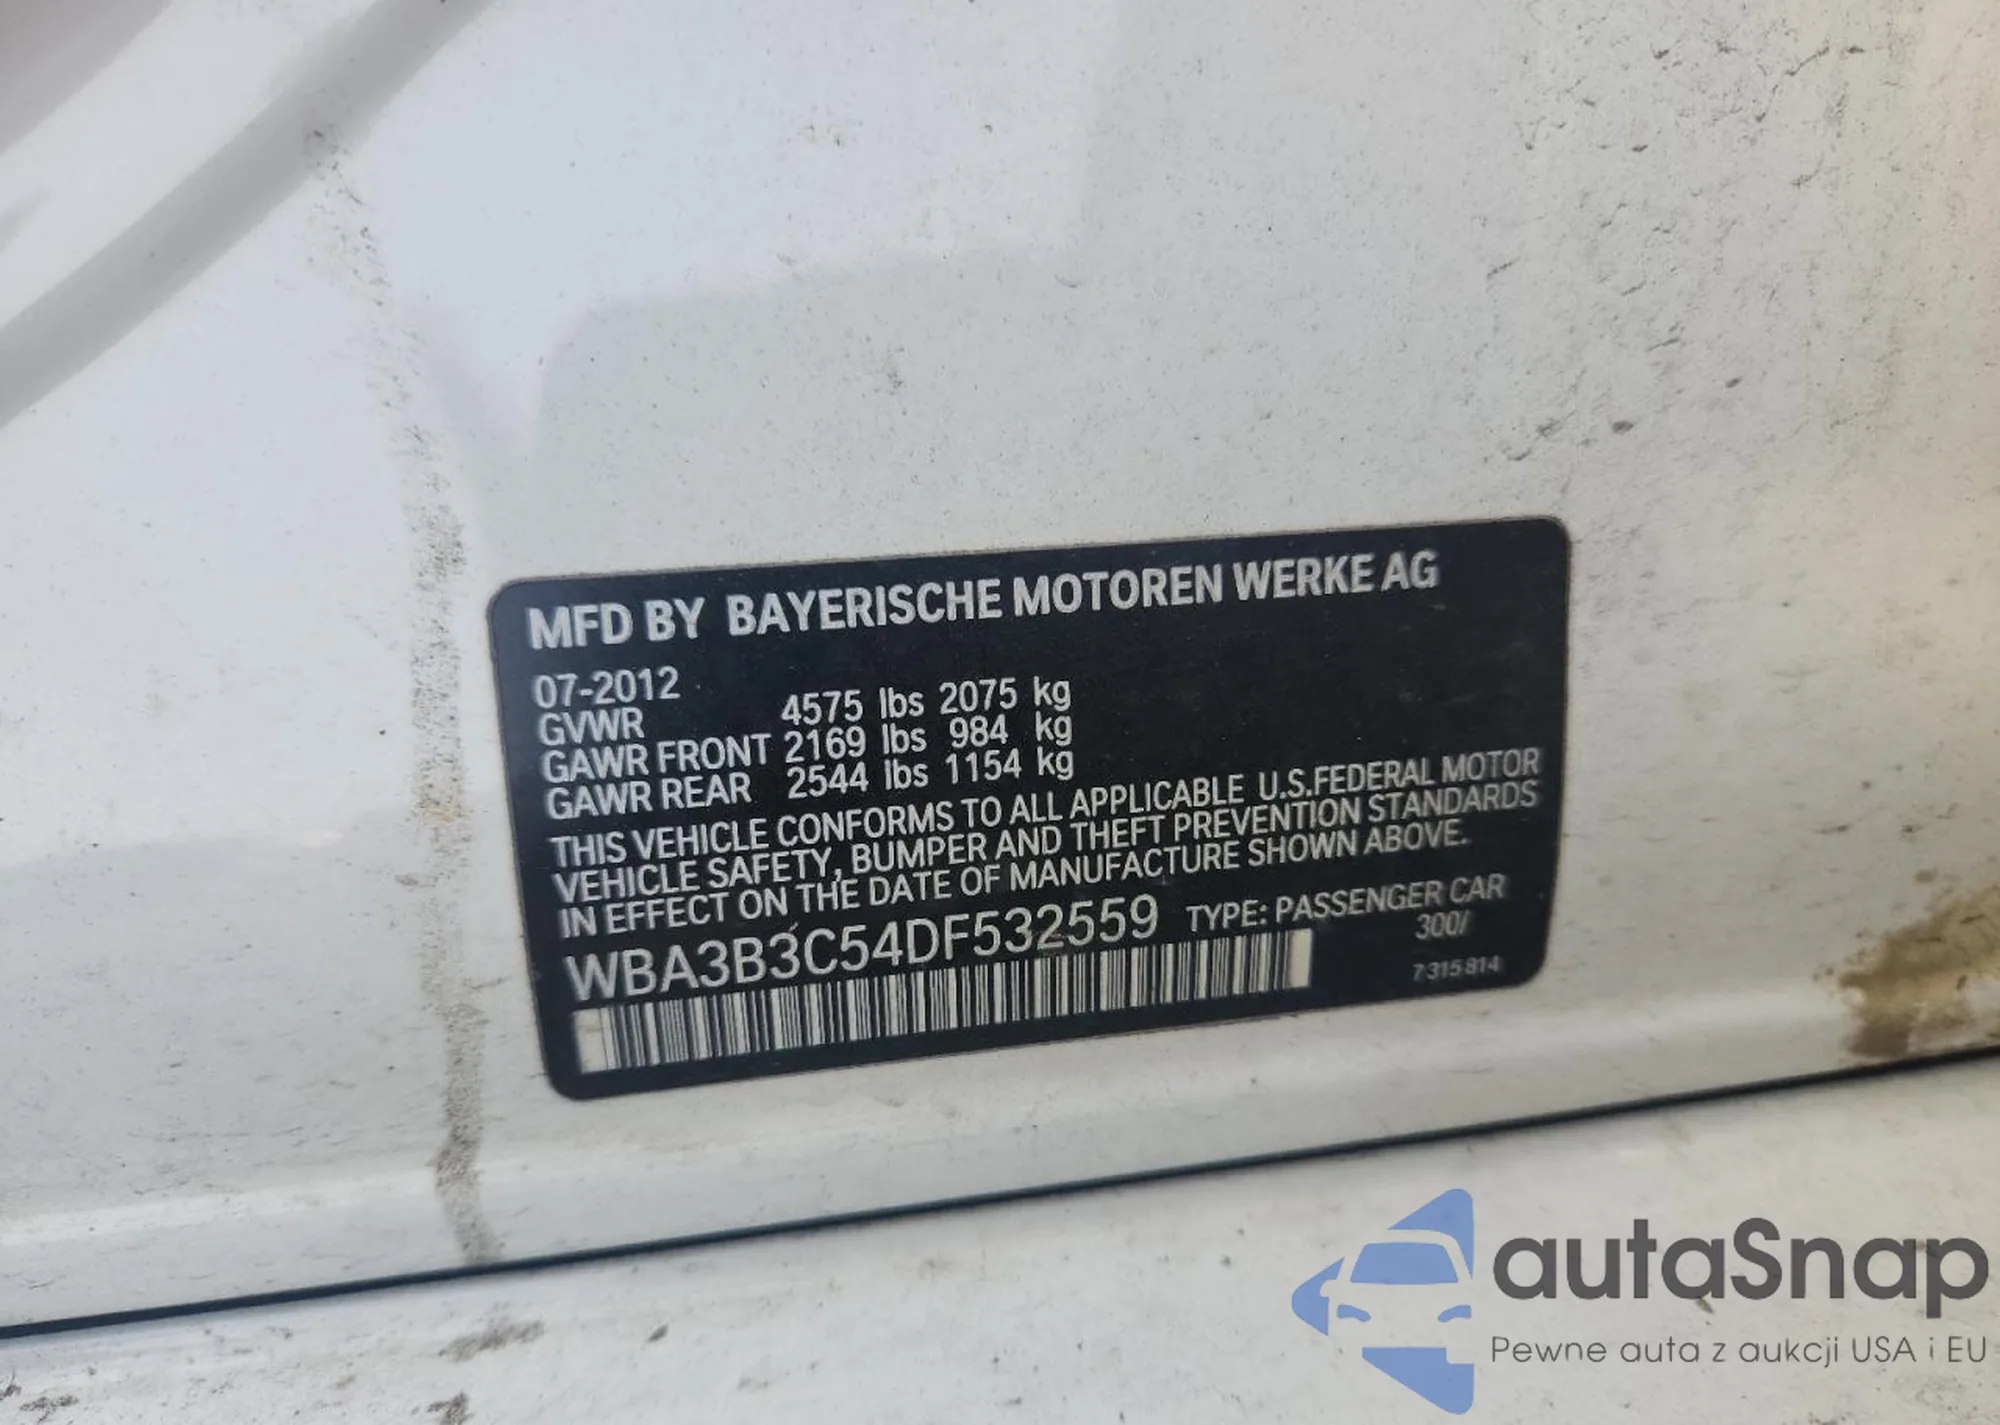 MFD BY BAYERISCHE MOTOREN WERKE AG
07-2012
GVWR 4575 lbs 2075 kg
GAWR FRONT 2169 lbs 984 kg
GAWR REAR 2544 lbs 1154 kg
THIS VEHICLE CONFORMS TO ALL APPLICABLE U.S.FEDERAL MOTOR
VEHICLE SAFETY, BUMPER AND THEFT PREVENTION STANDARDS
IN EFFECT ON THE DATE OF MANUFACTURE SHOWN ABOVE.
WBA3B3C54DF532559 TYPE: PASSENGER CAR
300/
7315814
autaSnap
Pewne auta z aukcji USA i EU